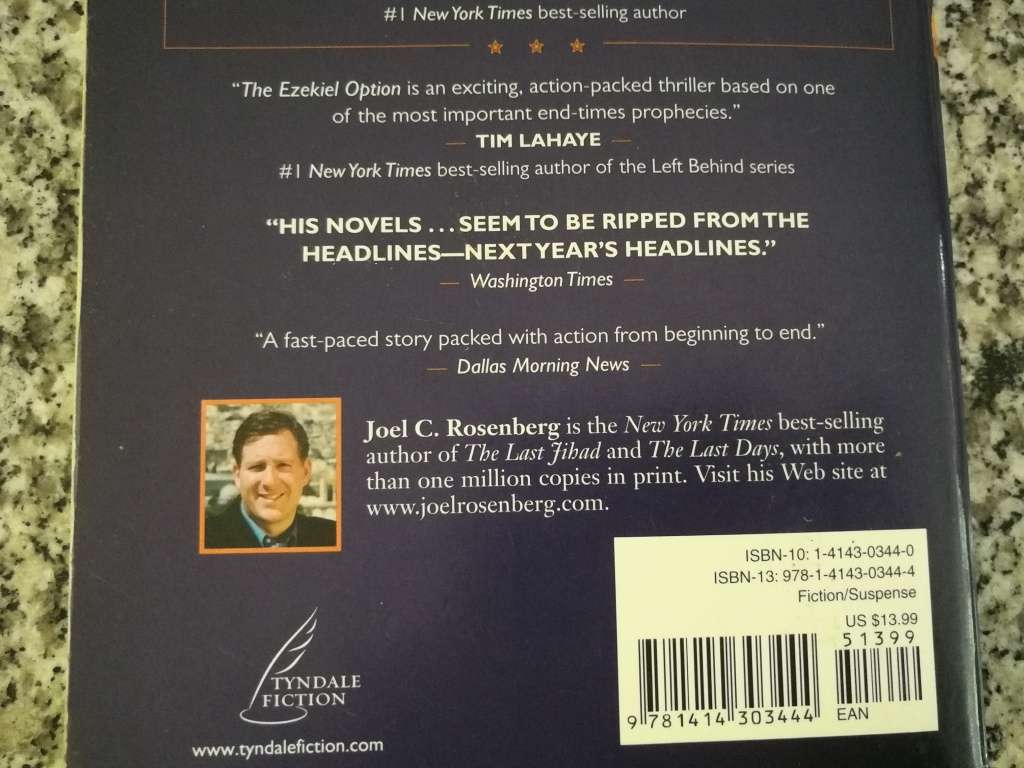 #1 New York Times best-selling author
“The Ezekiel Option is an exciting, action-packed thriller based on one
of the most important end-times prophecies.”
— TIM LAHAYE —
#1 New York Times best-selling author of the Left Behind series
“HIS NOVELS . . . SEEM TO BE RIPPED FROM THE
HEADLINES—NEXT YEAR’S HEADLINES.”
— Washington Times —
“A fast-paced story packed with action from beginning to end.”
— Dallas Morning News —
Joel C. Rosenberg is the New York Times best-selling
author of The Last Jihad and The Last Days, with more
than one million copies in print. Visit his Web site at
www.joelrosenberg.com.
ISBN-10: 1-4143-0344-0
ISBN-13: 978-1-4143-0344-4
Fiction/Suspense
US $13.99
51399
9 781414 303444
EAN
TYNDALE
FICTION
www.tyndalefiction.com